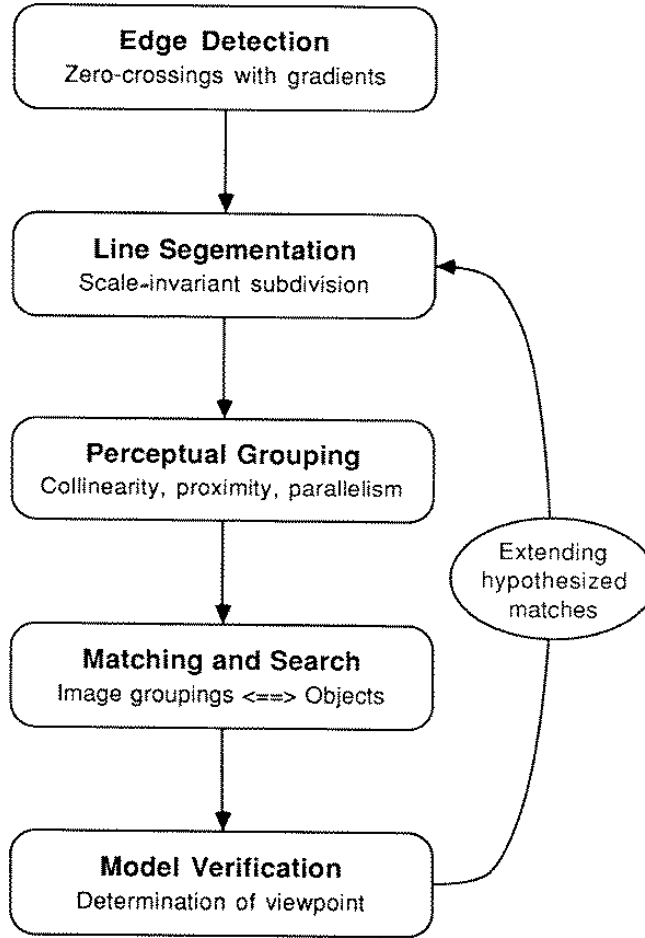 Edge Detection
Zero-crossings with gradients
Line Segementation
Scale-invariant subdivision
Perceptual Grouping
Collinearity, proximity, parallelism
Extending
hypothesized
matches
Matching and Search
Image groupings <==> Objects
Model Verification
Determination of viewpoint